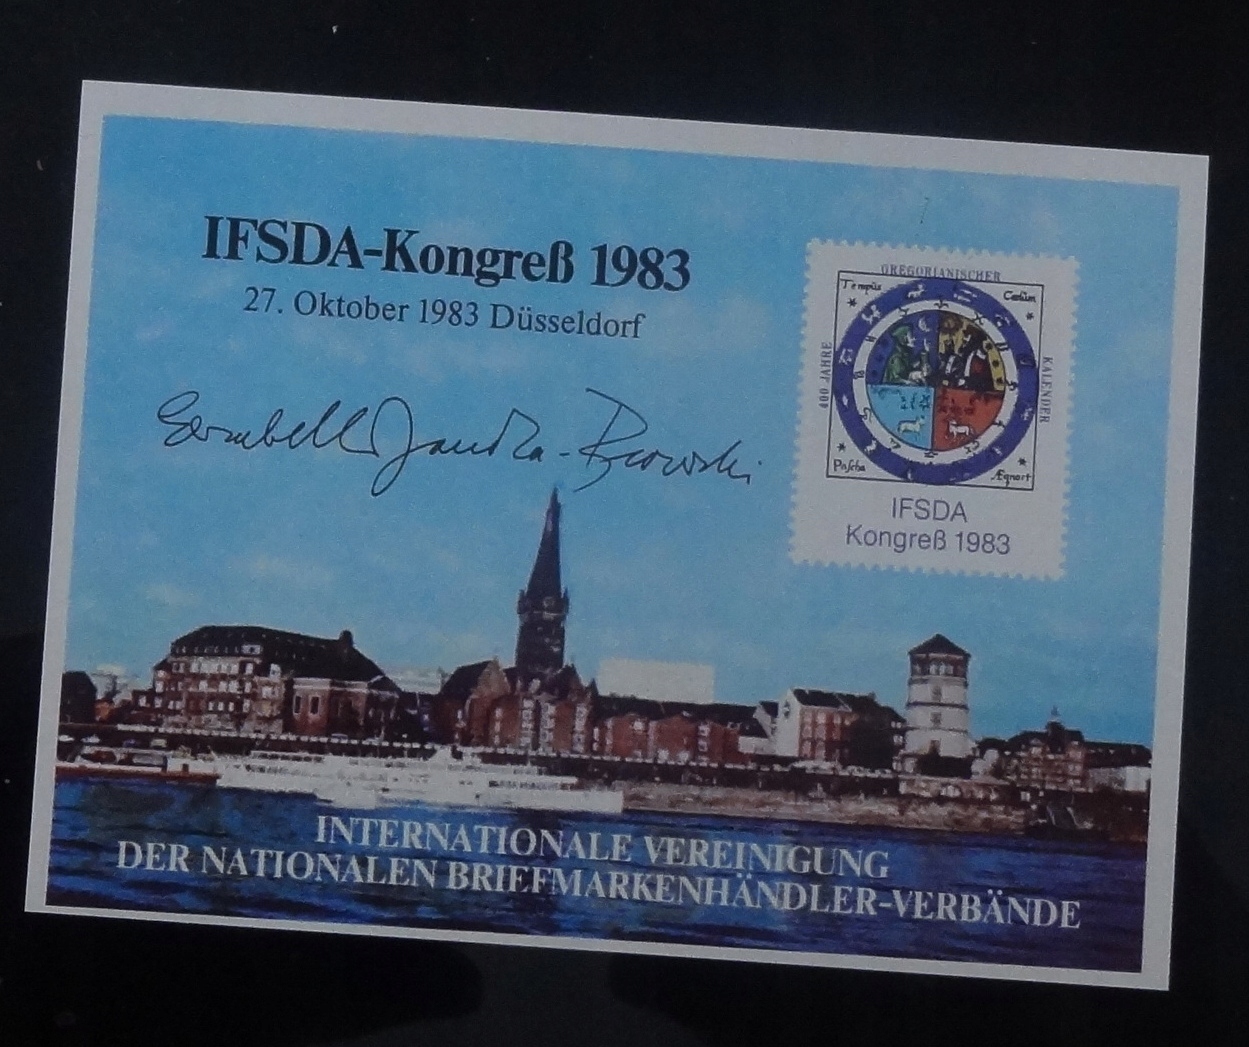 IFSDA-Kongreß 1983
27. Oktober 1983 Düsseldorf
GREGORIANISCHER
Tempus
Cælum
400 JAHRE
KALENDER
Pascha
Æqnoct
IFSDA
Kongreß 1983
INTERNATIONALE VEREINIGUNG
DER NATIONALEN BRIEFMARKENHÄNDLER-VERBÄNDE